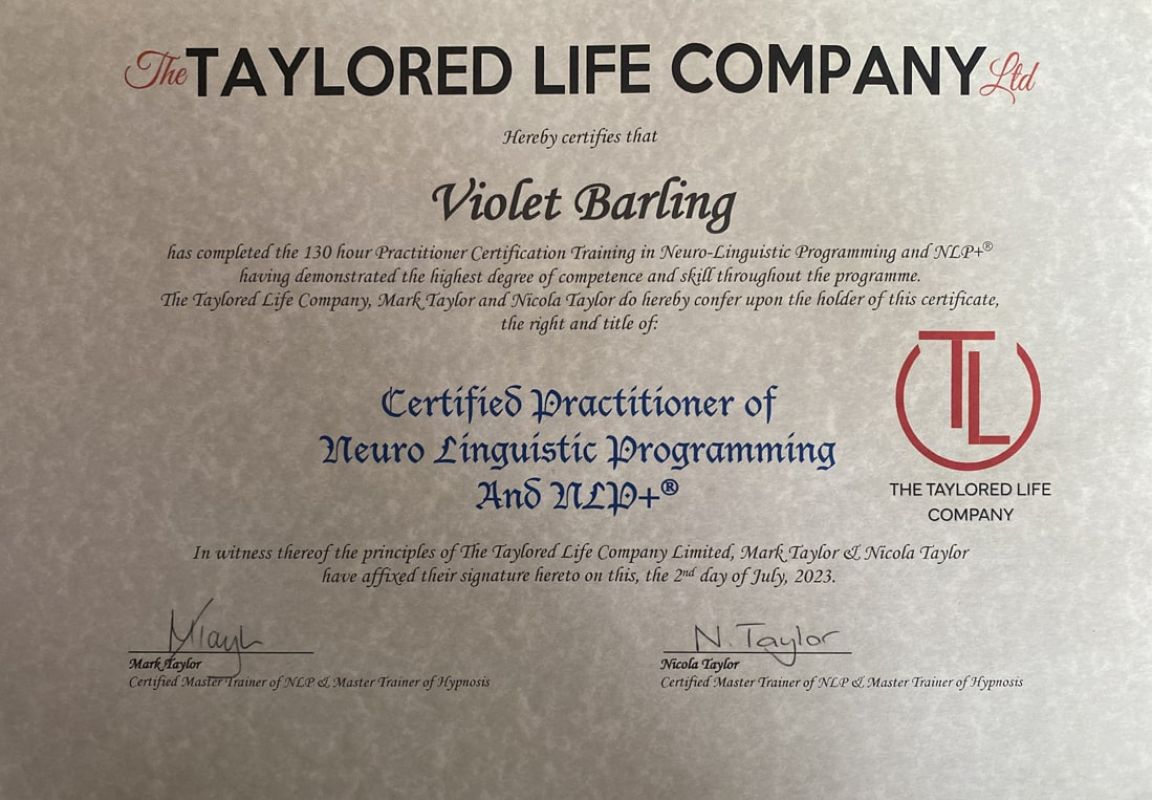 The TAYLORED LIFE COMPANY Ltd
Hereby certifies that
Violet Barling
has completed the 130 hour Practitioner Certification Training in Neuro-Linguistic Programming and NLP+®
having demonstrated the highest degree of competence and skill throughout the programme.
The Taylored Life Company, Mark Taylor and Nicola Taylor do hereby confer upon the holder of this certificate,
the right and title of:
Certified Practitioner of
Neuro Linguistic Programming
And NLP+®
TL
THE TAYLORED LIFE
COMPANY
In witness thereof the principles of The Taylored Life Company Limited, Mark Taylor & Nicola Taylor
have affixed their signature hereto on this, the 2nd day of July, 2023.
N. Taylor
Mark Taylor
Certified Master Trainer of NLP & Master Trainer of Hypnosis
Nicola Taylor
Certified Master Trainer of NLP & Master Trainer of Hypnosis